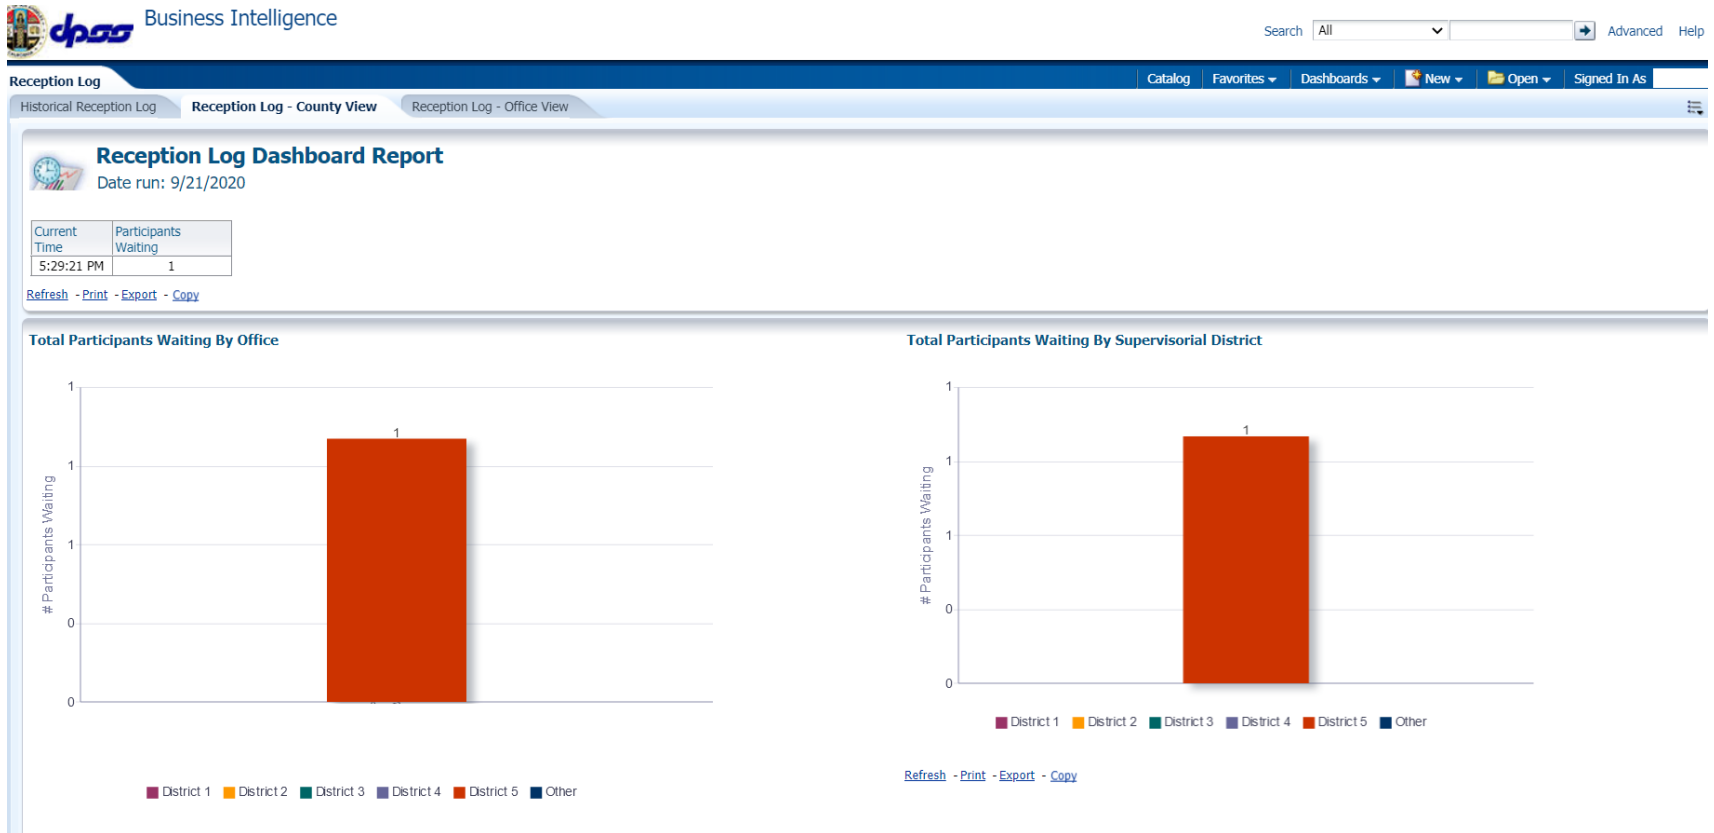 dpss
Business Intelligence
Search All Advanced Help
Reception Log
Catalog Favorites Dashboards New Open Signed In As
Historical Reception Log Reception Log - County View Reception Log - Office View
Reception Log Dashboard Report
Date run: 9/21/2020
Current Time Participants Waiting
5:29:21 PM 1
Refresh - Print - Export - Copy
Total Participants Waiting By Office
1
1
1
0
0
# Participants Waiting
1
District 1 District 2 District 3 District 4 District 5 Other
Total Participants Waiting By Supervisorial District
1
1
1
0
0
# Participants Waiting
1
District 1 District 2 District 3 District 4 District 5 Other
Refresh - Print - Export - Copy